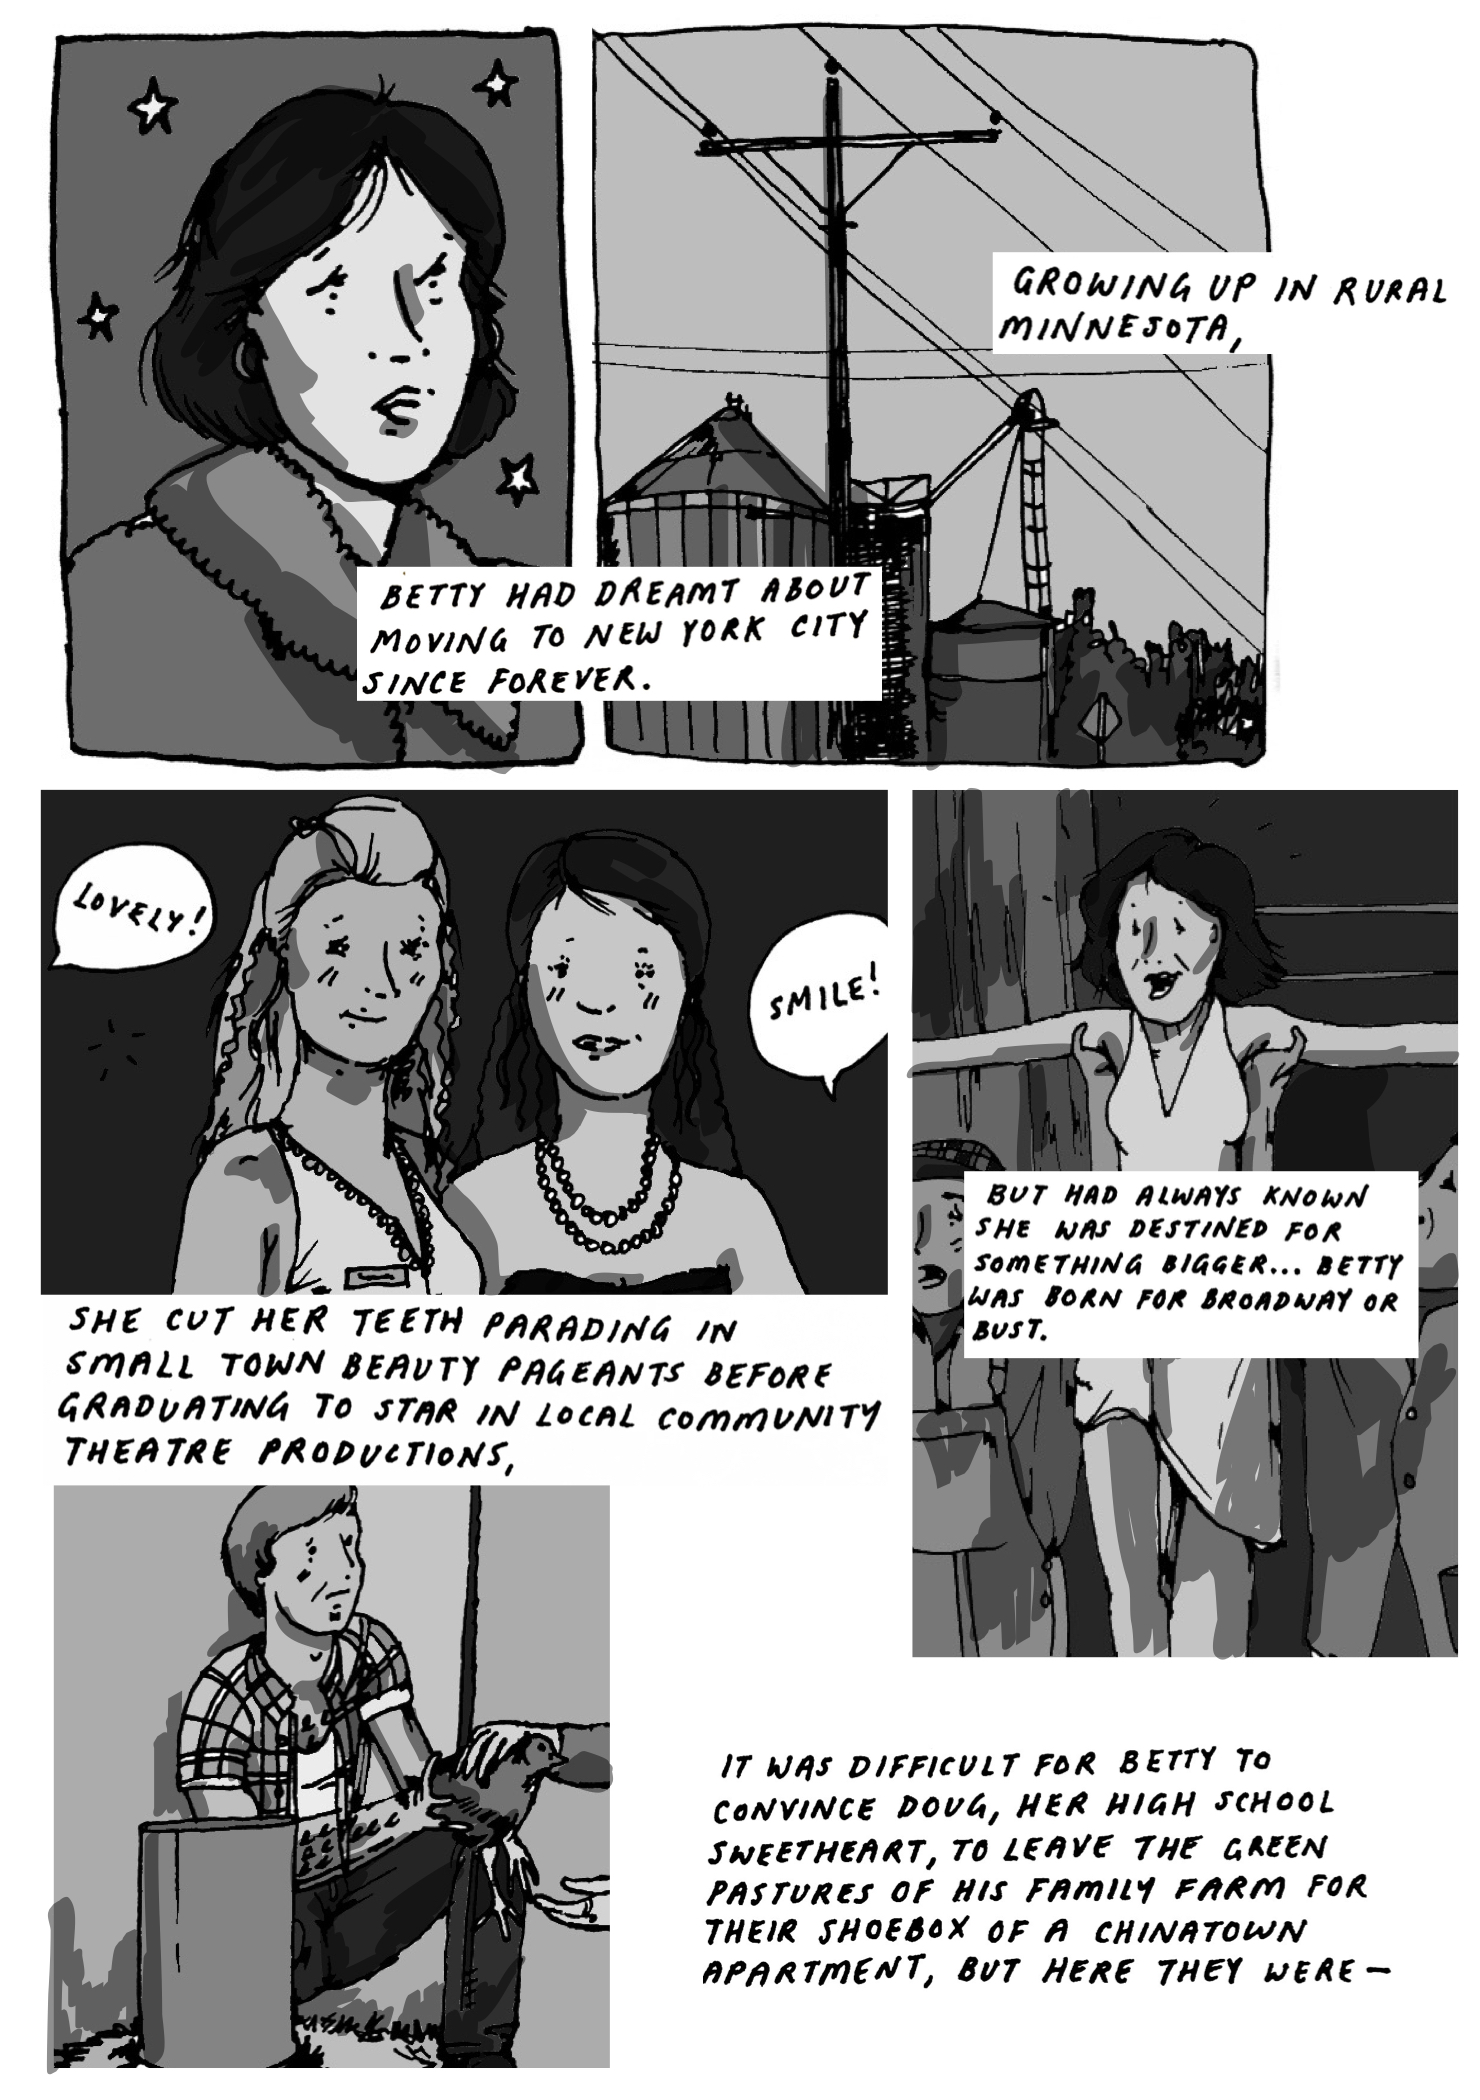 BETTY HAD DREAMT ABOUT
MOVING TO NEW YORK CITY
SINCE FOREVER.
GROWING UP IN RURAL
MINNESOTA,
LOVELY!
SMILE!
SHE CUT HER TEETH PARADING IN
SMALL TOWN BEAUTY PAGEANTS BEFORE
GRADUATING TO STAR IN LOCAL COMMUNITY
THEATRE PRODUCTIONS,
BUT HAD ALWAYS KNOWN
SHE WAS DESTINED FOR
SOMETHING BIGGER... BETTY
WAS BORN FOR BROADWAY OR
BUST.
IT WAS DIFFICULT FOR BETTY TO
CONVINCE DOUG, HER HIGH SCHOOL
SWEETHEART, TO LEAVE THE GREEN
PASTURES OF HIS FAMILY FARM FOR
THEIR SHOEBOX OF A CHINATOWN
APARTMENT, BUT HERE THEY WERE—